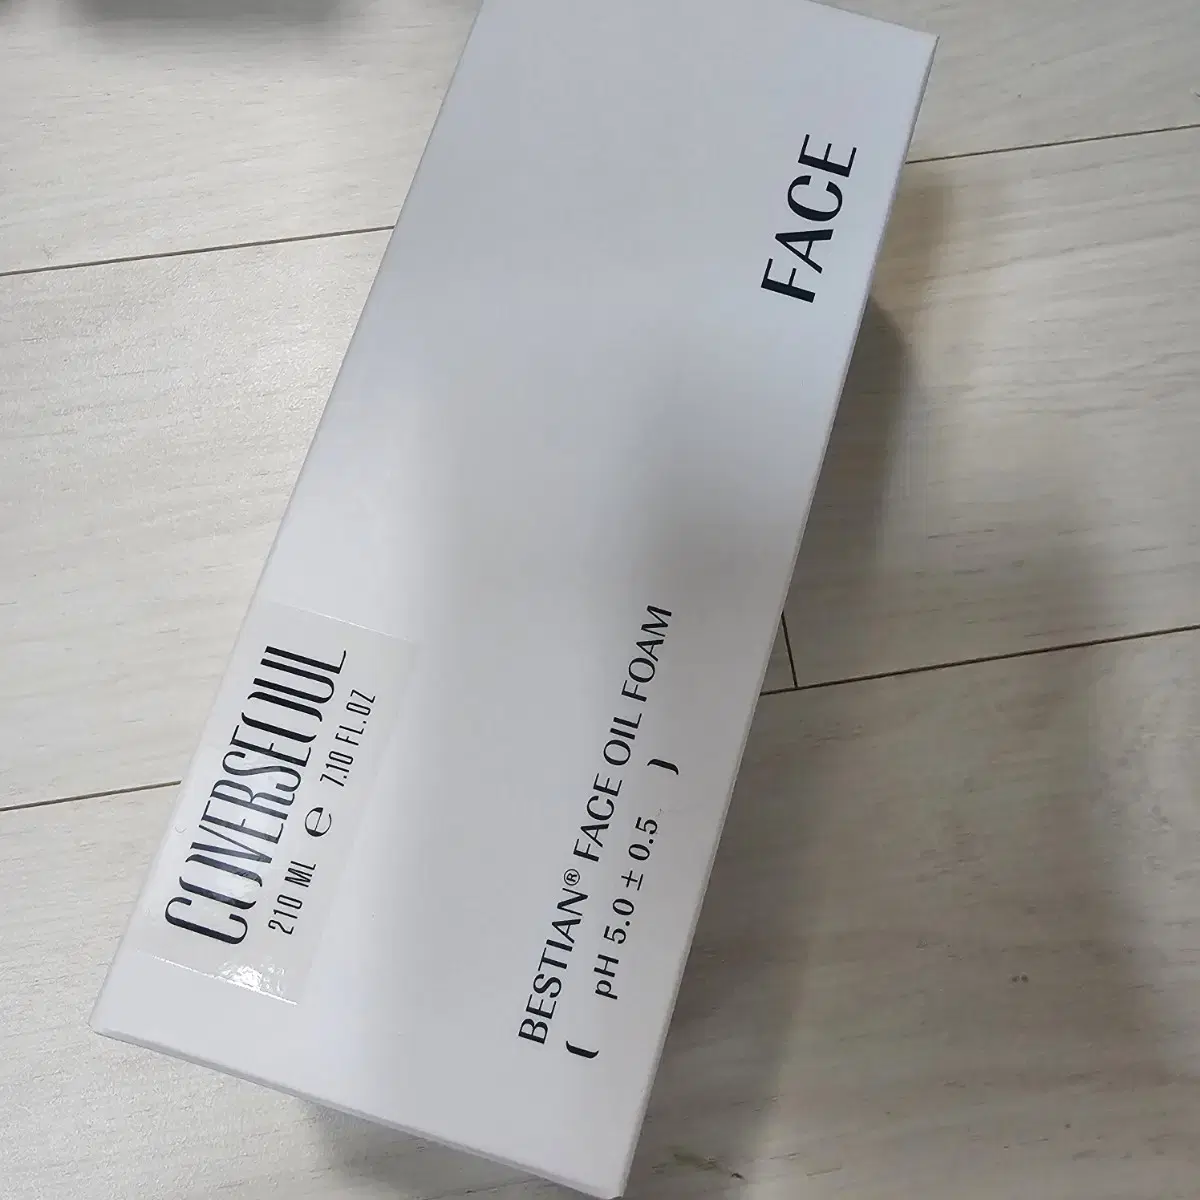 FACE
BESTIAN® FACE OIL FOAM
( pH 5.0 ± 0.5 )
COVERSEOUL
210 ML ℮ 7.10 FL.OZ